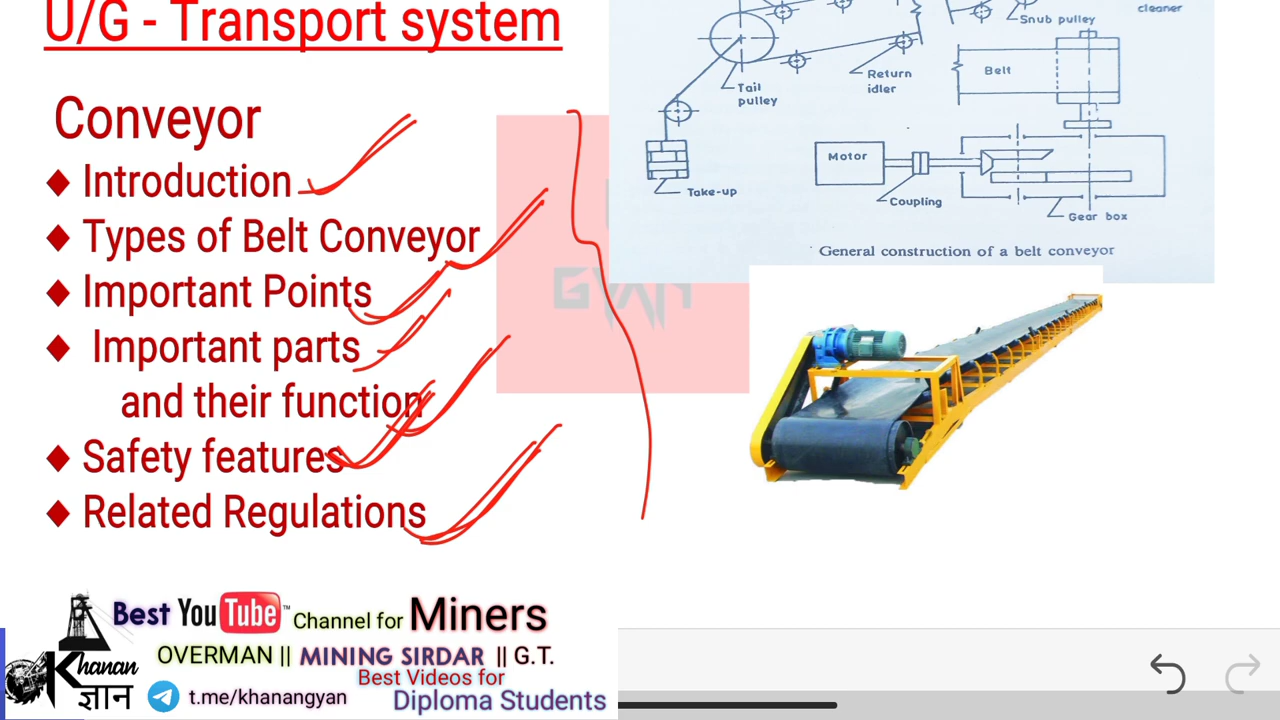 U/G - Transport system
Conveyor
♦ Introduction
♦ Types of Belt Conveyor
♦ Important Points
♦ Important parts
and their function
♦ Safety features
♦ Related Regulations
cleaner
Snub pulley
Belt
Return
idler
Tail
pulley
Motor
Take-up
Coupling
Gear box
General construction of a belt conveyor
GYAN
Best YouTube™ Channel for Miners
OVERMAN || MINING SIRDAR || G.T.
Best Videos for
Diploma Students
Khanan
ज्ञान
t.me/khanangyan